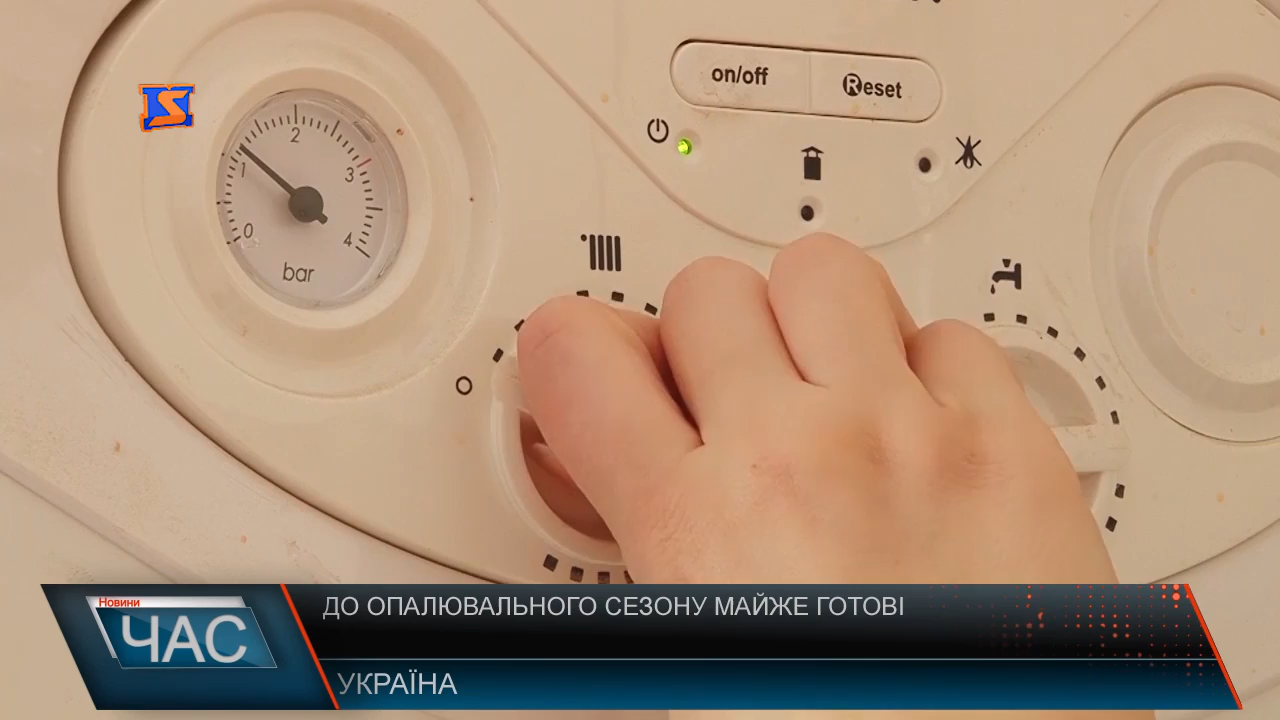 on/off
Reset
2
1
3
0
4
bar
Новини
ЧАС
ДО ОПАЛЮВАЛЬНОГО СЕЗОНУ МАЙЖЕ ГОТОВІ
УКРАЇНА